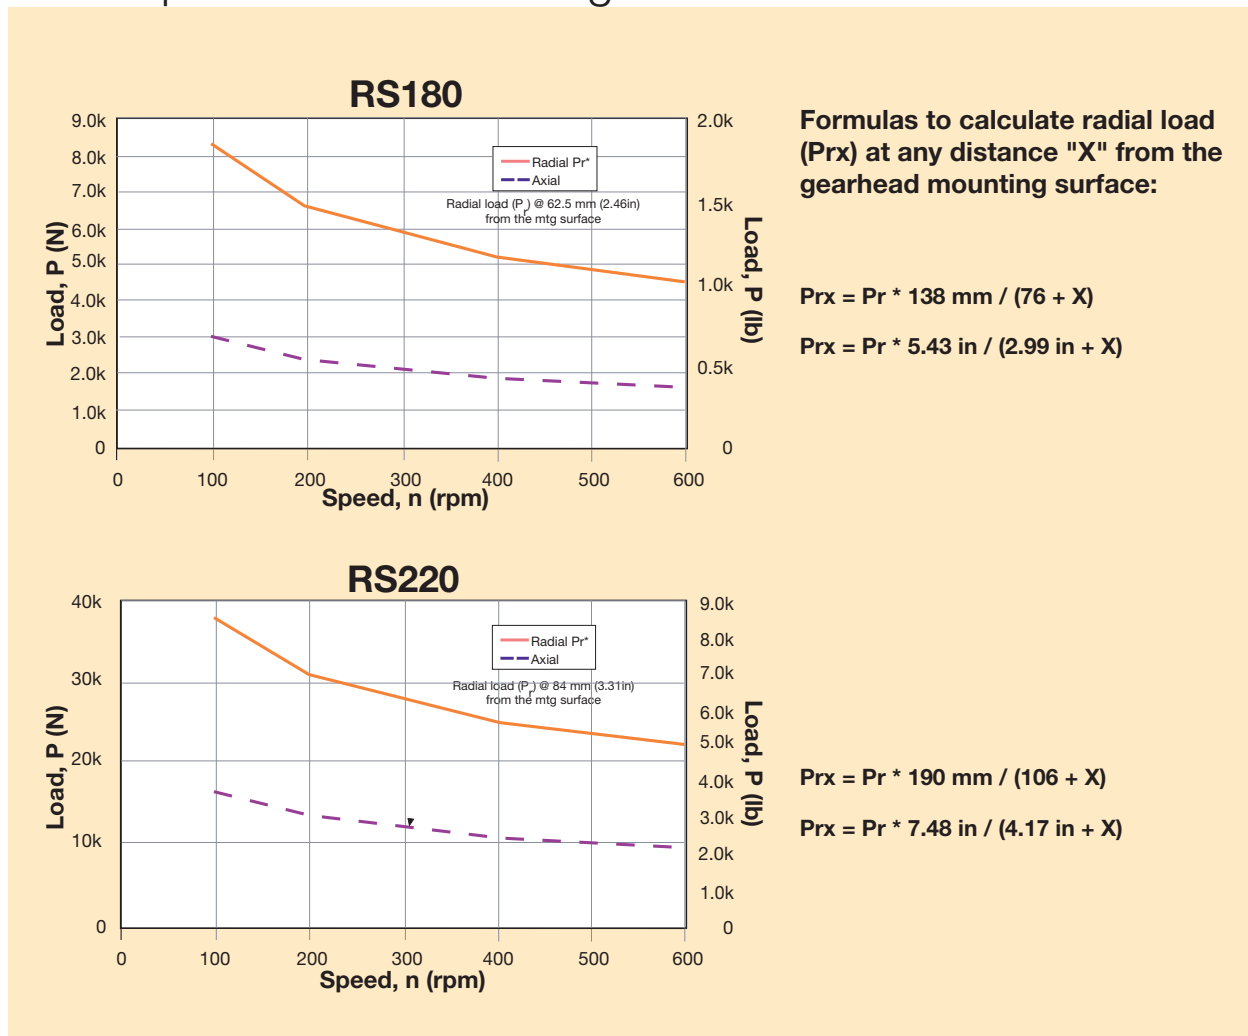 RS180
9.0k
8.0k
7.0k
6.0k
5.0k
4.0k
3.0k
2.0k
1.0k
0
Load, P (N)
2.0k
1.5k
1.0k
0.5k
0
Load, P (lb)
Radial Pr*
Axial
Radial load (Pr) @ 62.5 mm (2.46in)
from the mtg surface
0 100 200 300 400 500 600
Speed, n (rpm)
Formulas to calculate radial load
(Prx) at any distance "X" from the
gearhead mounting surface:
Prx = Pr * 138 mm / (76 + X)
Prx = Pr * 5.43 in / (2.99 in + X)
RS220
40k
30k
20k
10k
0
Load, P (N)
9.0k
8.0k
7.0k
6.0k
5.0k
4.0k
3.0k
2.0k
1.0k
0
Load, P (lb)
Radial Pr*
Axial
Radial load (Pr) @ 84 mm (3.31in)
from the mtg surface
0 100 200 300 400 500 600
Speed, n (rpm)
Prx = Pr * 190 mm / (106 + X)
Prx = Pr * 7.48 in / (4.17 in + X)